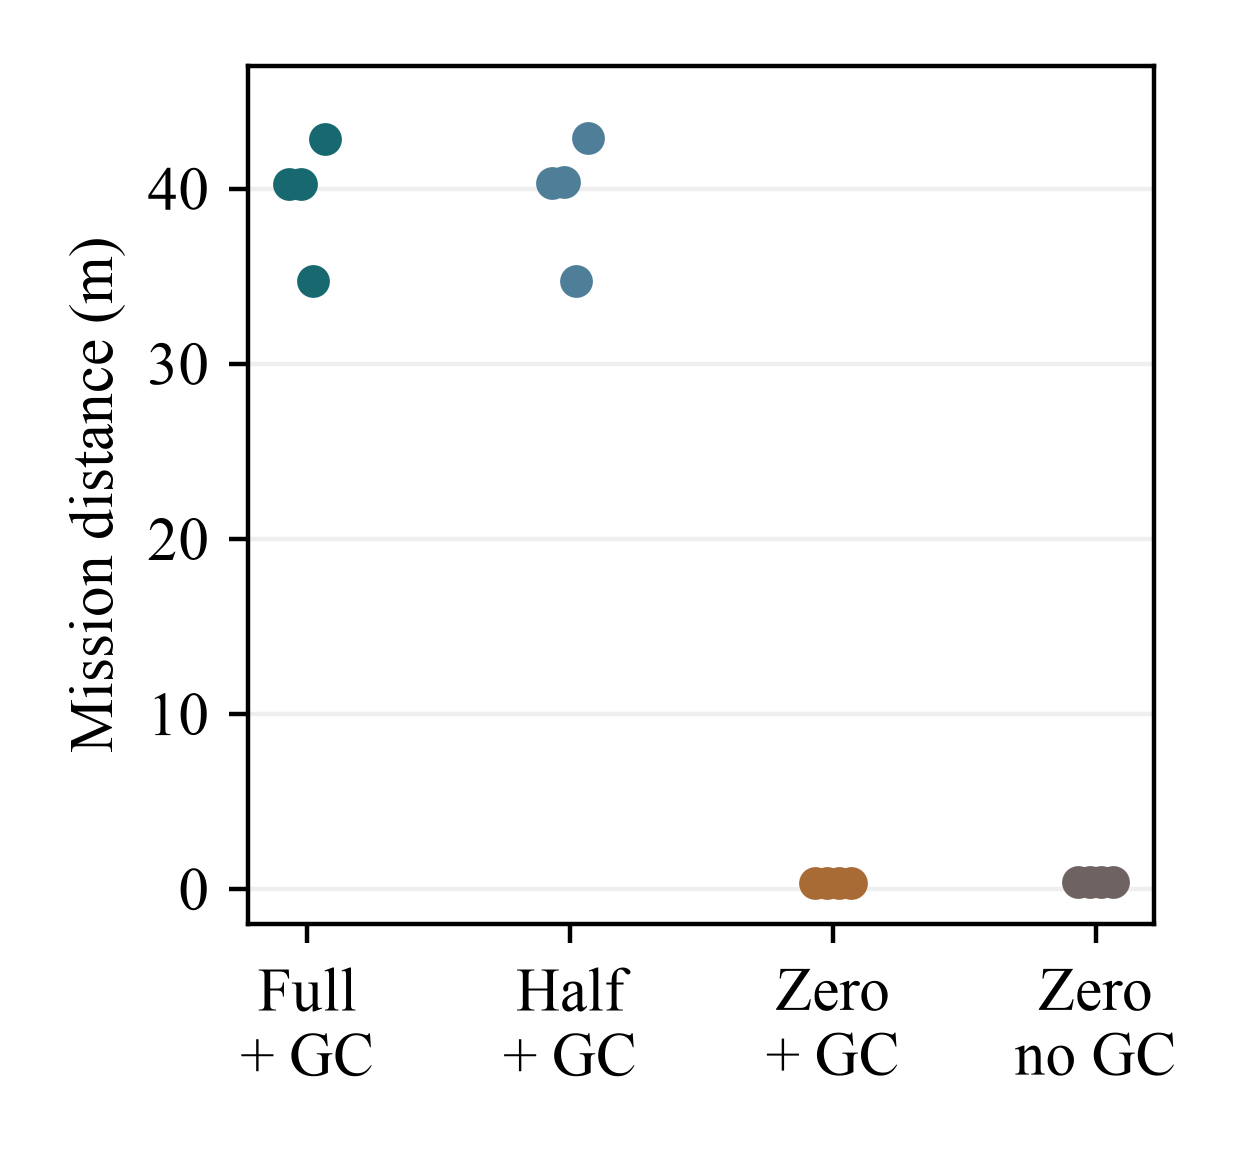 Mission distance (m)
40
30
20
10
0
Full
+ GC
Half
+ GC
Zero
+ GC
Zero
no GC